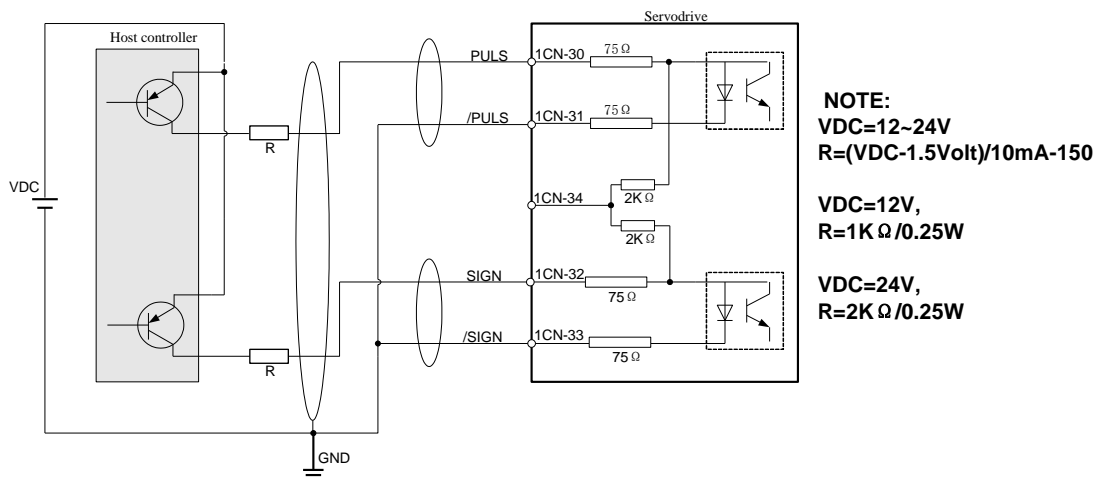 Servodrive
Host controller
PULS
1CN-30
75Ω
/PULS
1CN-31
75Ω
R
VDC
1CN-34
2KΩ
2KΩ
SIGN
1CN-32
75Ω
/SIGN
1CN-33
75Ω
R
GND
NOTE:
VDC=12~24V
R=(VDC-1.5Volt)/10mA-150
VDC=12V,
R=1KΩ/0.25W
VDC=24V,
R=2KΩ/0.25W